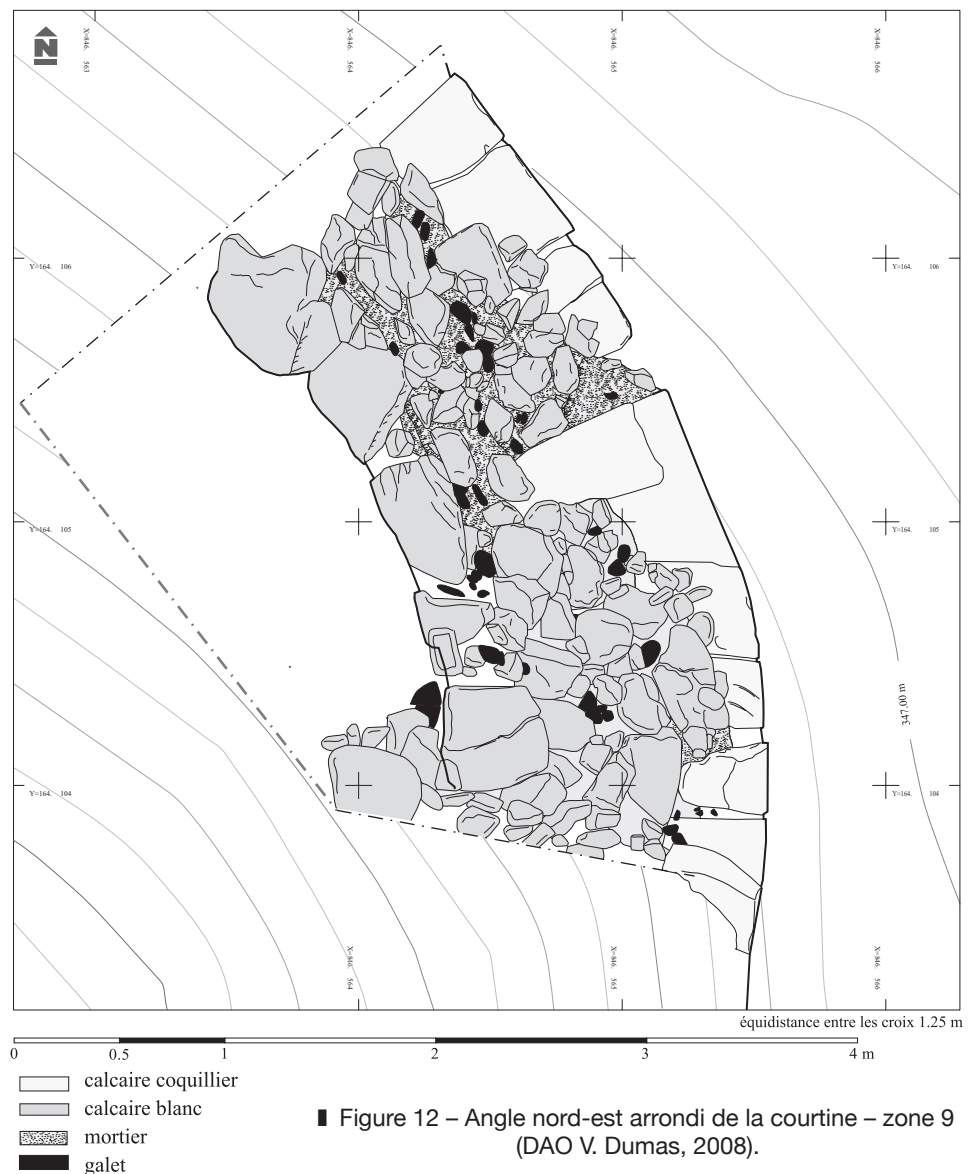 N
X=846. 563
X=846. 564
X=846. 565
X=846. 566
Y=164. 106
Y=164. 106
Y=164. 105
Y=164. 105
347.00 m
Y=164. 104
Y=164. 104
X=846. 564
X=846. 565
X=846. 566
équidistance entre les croix 1.25 m
0 0.5 1 2 3 4 m
calcaire coquillier
calcaire blanc
mortier
galet
Figure 12 – Angle nord-est arrondi de la courtine – zone 9
(DAO V. Dumas, 2008).